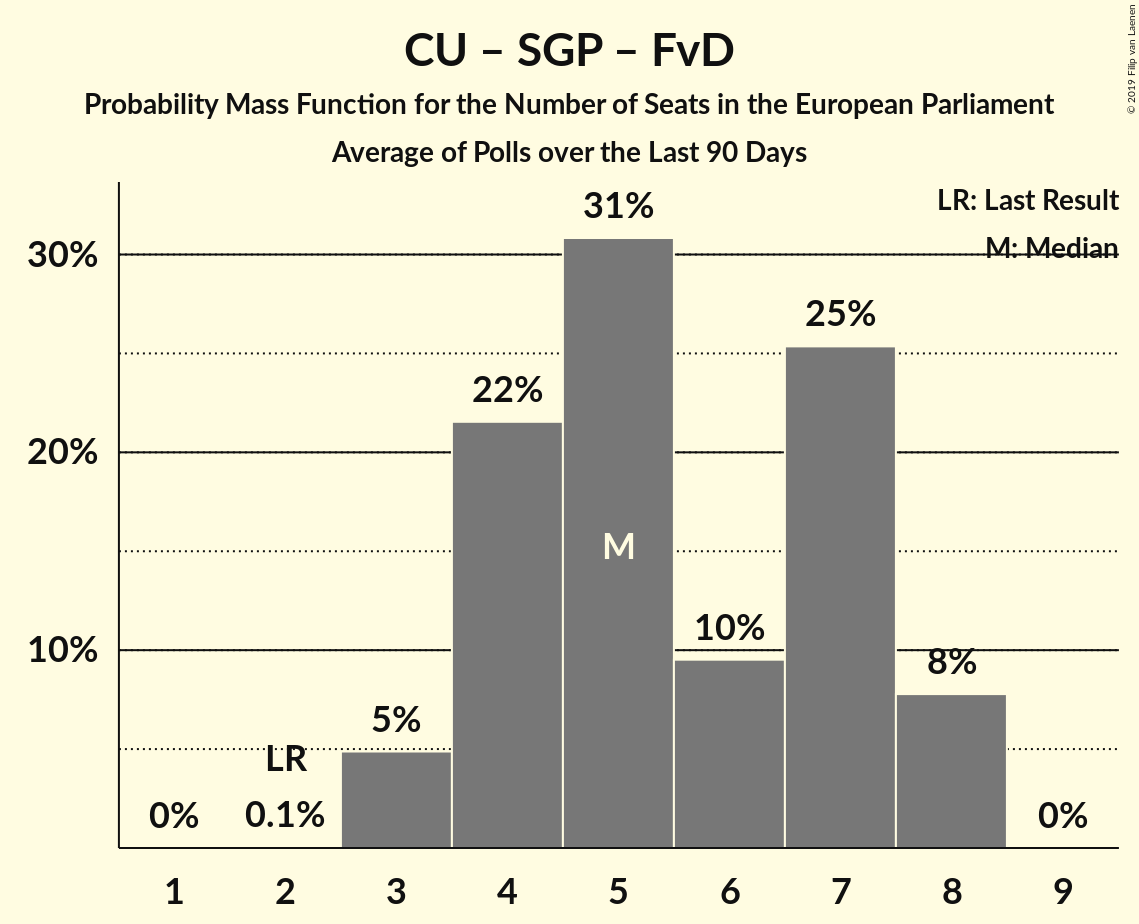 CU – SGP – FvD
Probability Mass Function for the Number of Seats in the European Parliament
Average of Polls over the Last 90 Days
© 2019 Filip van Laenen
LR: Last Result
M: Median
30%
20%
10%
0%
LR
0.1%
5%
22%
31%
M
10%
25%
8%
0%
1 2 3 4 5 6 7 8 9